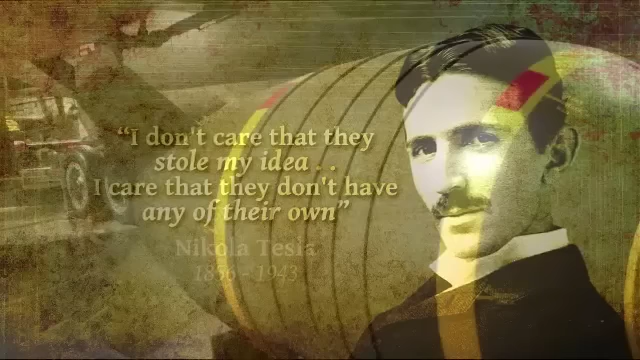 “I don't care that they
stole my idea . .
I care that they don't have
any of their own”
Nikola Tesla
1856 - 1943